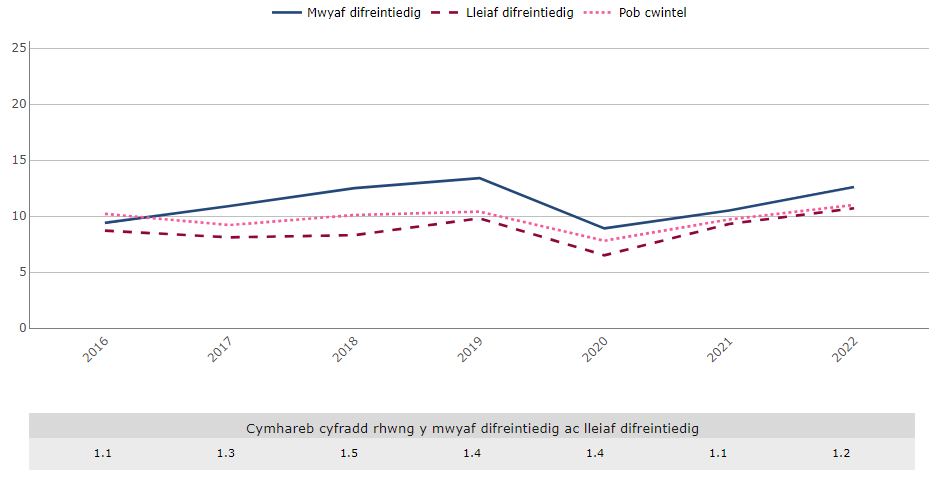 Mwyaf difreintiedig Lleiaf difreintiedig Pob cwintel
25
20
15
10
5
0
2016 2017 2018 2019 2020 2021 2022
Cymhareb cyfradd rhwng y mwyaf difreintiedig ac lleiaf difreintiedig
1.1 1.3 1.5 1.4 1.4 1.1 1.2